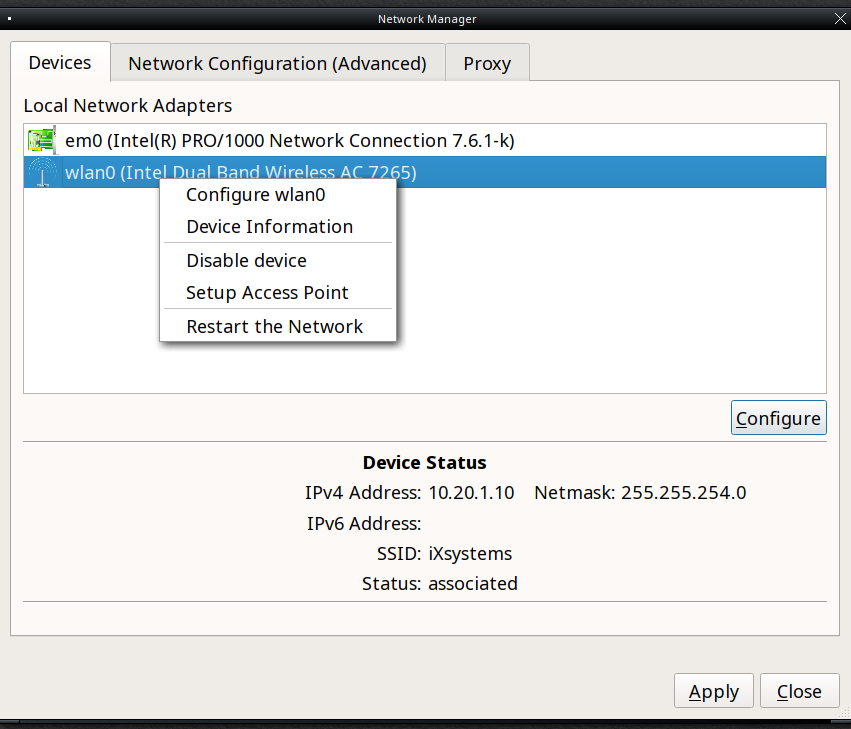 Network Manager
Devices Network Configuration (Advanced) Proxy
Local Network Adapters
em0 (Intel(R) PRO/1000 Network Connection 7.6.1-k)
wlan0 (Intel Dual Band Wireless AC 7265)
Configure wlan0
Device Information
Disable device
Setup Access Point
Restart the Network
Configure
Device Status
IPv4 Address: 10.20.1.10 Netmask: 255.255.254.0
IPv6 Address:
SSID: iXsystems
Status: associated
Apply Close